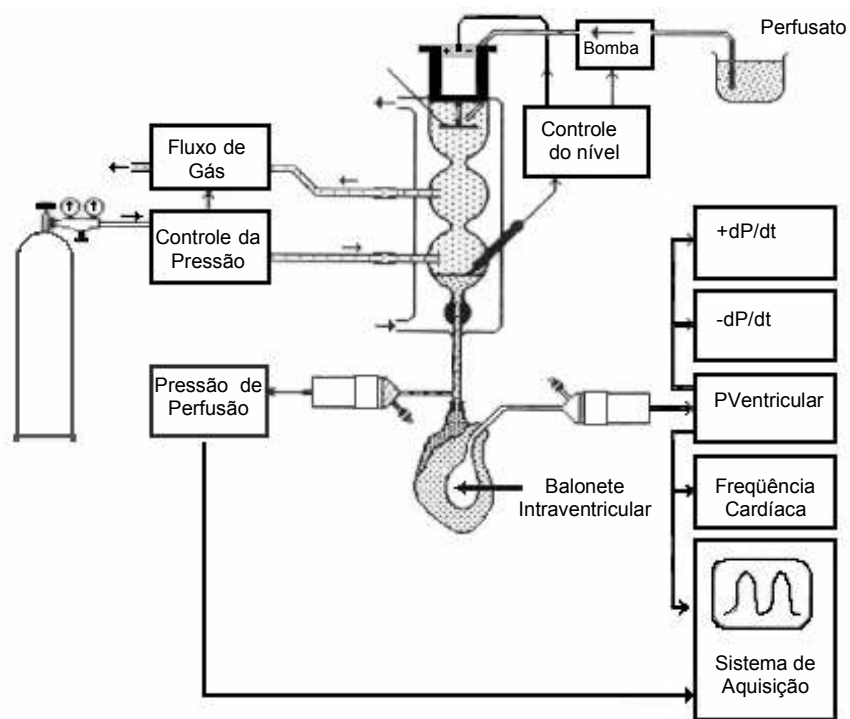 Perfusato
Bomba
+ -
Controle
do nível
Fluxo de
Gás
Controle da
Pressão
+dP/dt
-dP/dt
Pressão de
Perfusão
PVentricular
Balonete
Intraventricular
Freqüência
Cardíaca
Sistema de
Aquisição